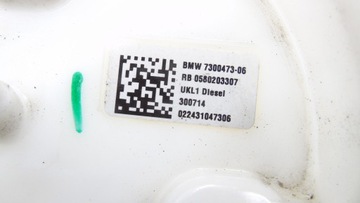 BMW 7300473-06
RB 0580203307
UKL1 Diesel
300714
022431047306